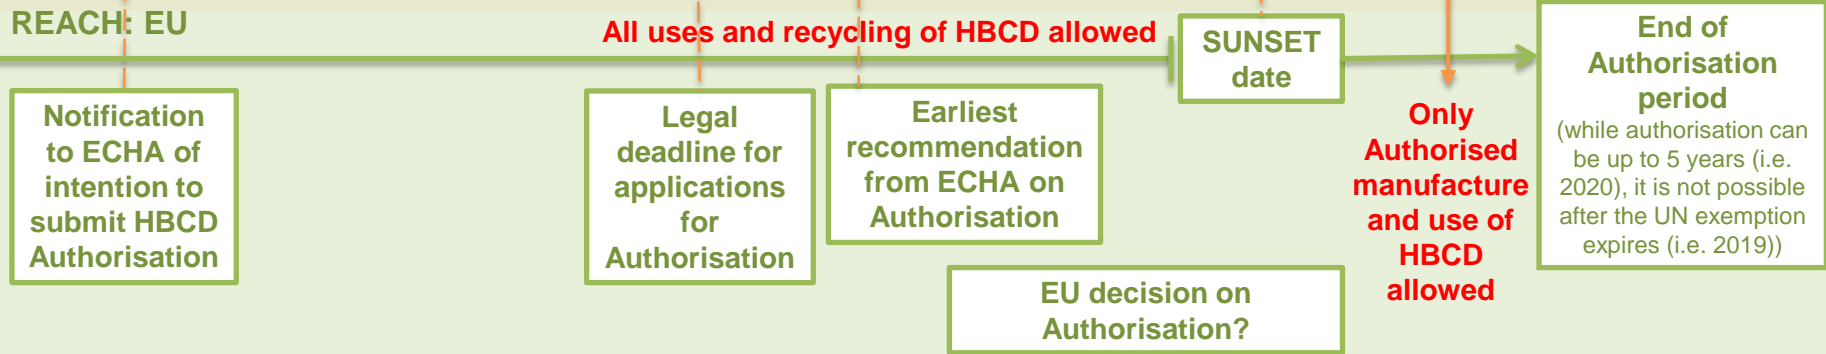 REACH: EU
All uses and recycling of HBCD allowed
SUNSET
date
End of
Authorisation
period
(while authorisation can
be up to 5 years (i.e.
2020), it is not possible
after the UN exemption
expires (i.e. 2019))
Notification
to ECHA of
intention to
submit HBCD
Authorisation
Legal
deadline for
applications
for
Authorisation
Earliest
recommendation
from ECHA on
Authorisation
Only
Authorised
manufacture
and use of
HBCD
allowed
EU decision on
Authorisation?